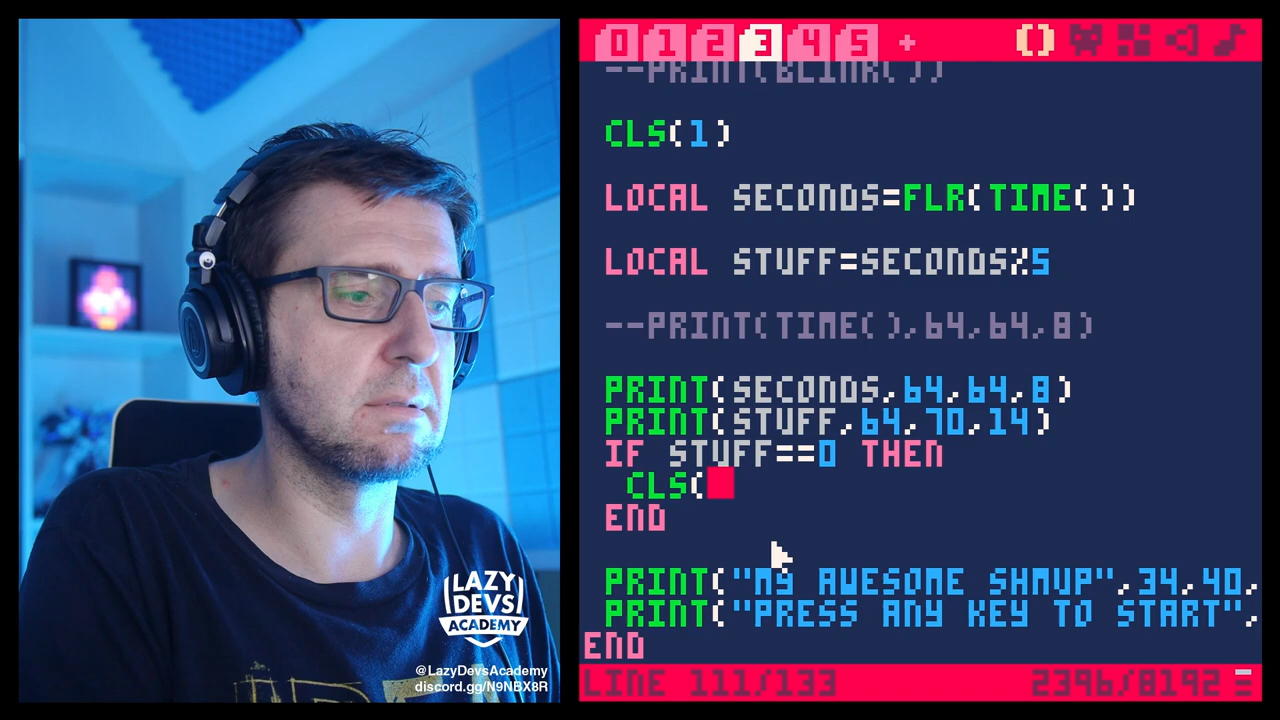 LAZY
DEVS
ACADEMY
@LazyDevsAcademy
discord.gg/N9NBX8R
0 1 2 3 4 5 +
--PRINT(BLINK())
CLS(1)
LOCAL SECONDS=FLR(TIME())
LOCAL STUFF=SECONDS%5
--PRINT(TIME(),64,64,8)
PRINT(SECONDS,64,64,8)
PRINT(STUFF,64,70,14)
IF STUFF==0 THEN
CLS(
END
PRINT("My AWESOME SHMUP",34,40,
PRINT("PRESS ANY KEY TO START",
END
LINE 111/133 2396/8192